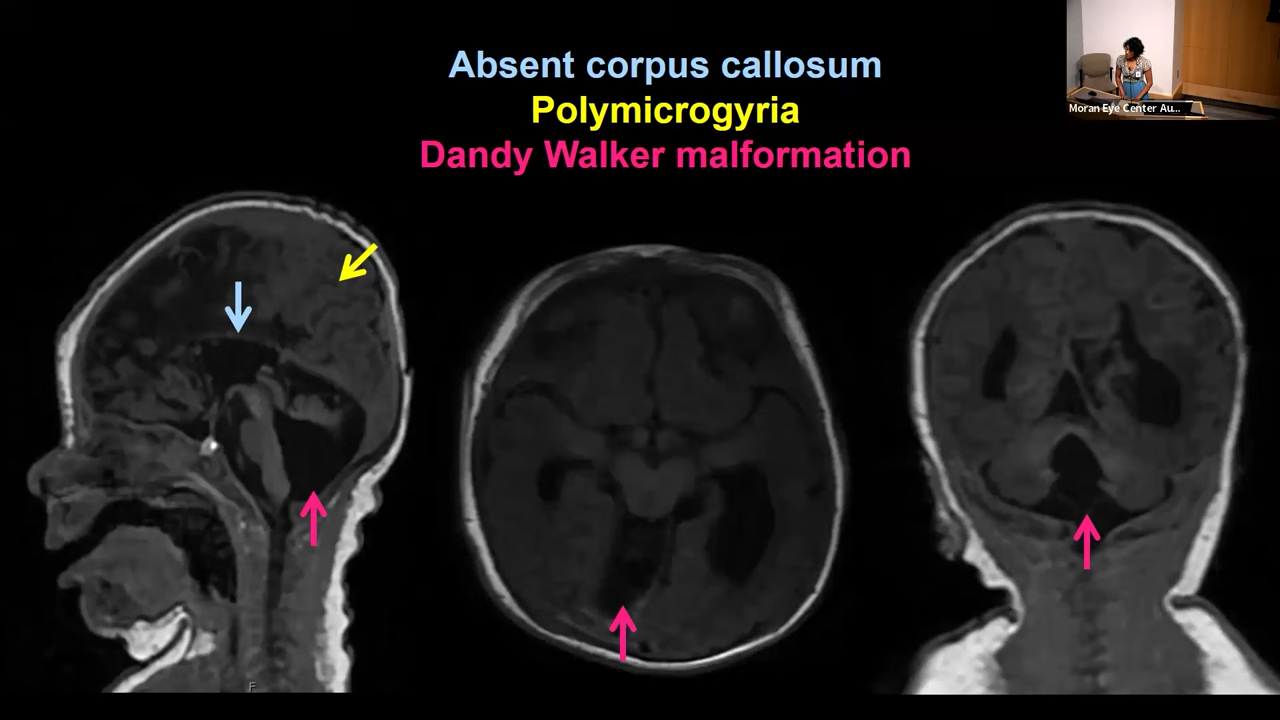 Absent corpus callosum
Polymicrogyria
Dandy Walker malformation
Moran Eye Center Au...
F